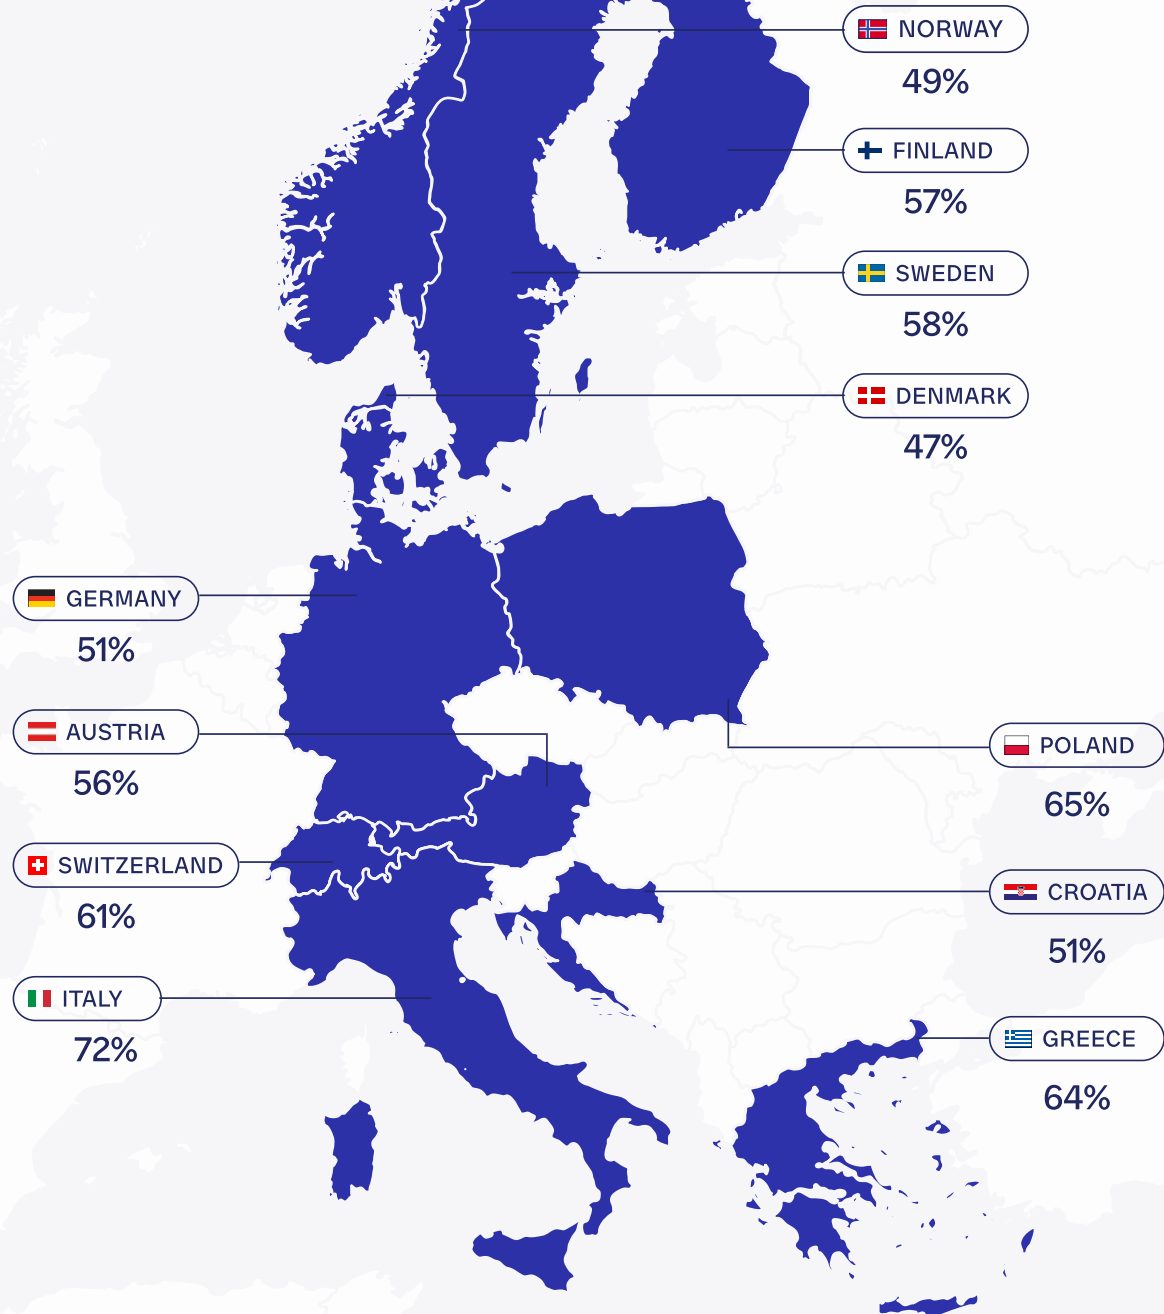 NORWAY
49%
FINLAND
57%
SWEDEN
58%
DENMARK
47%
GERMANY
51%
AUSTRIA
56%
SWITZERLAND
61%
ITALY
72%
POLAND
65%
CROATIA
51%
GREECE
64%